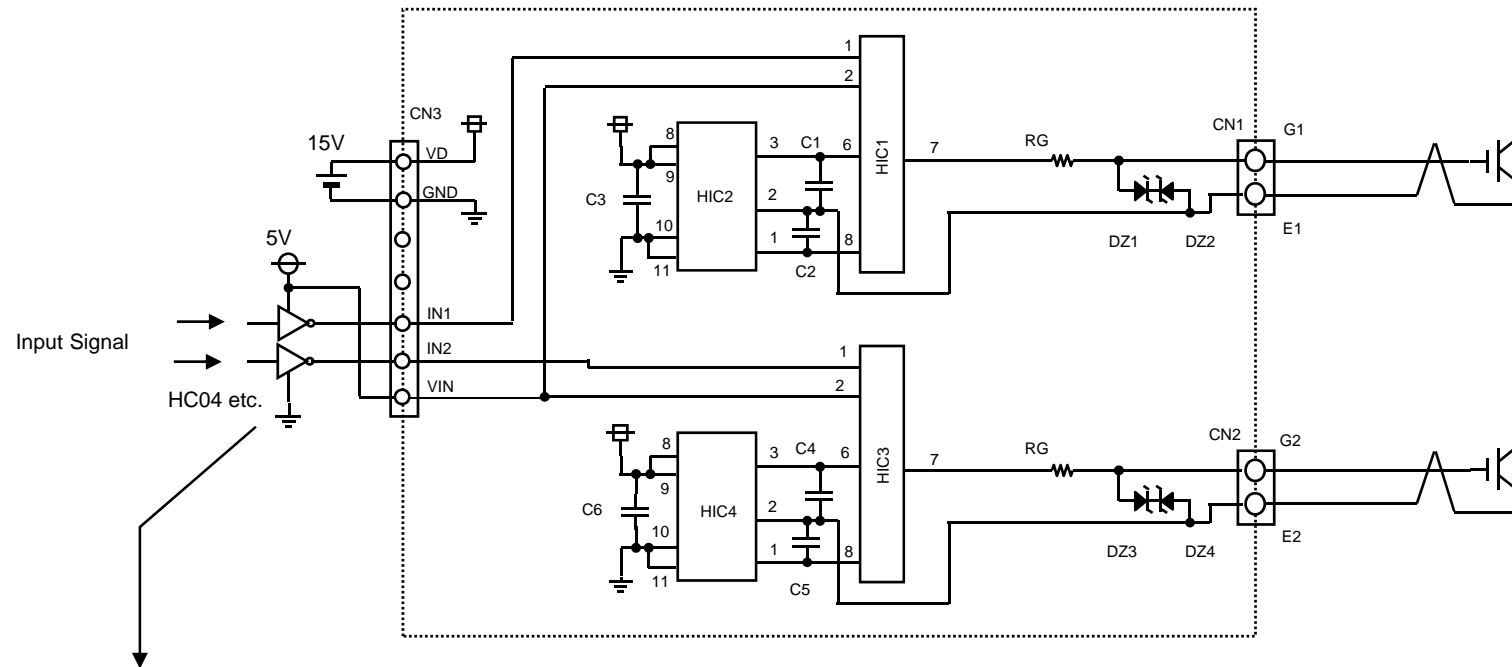 15V
CN3
VD
GND
5V
IN1
IN2
VIN
Input Signal
HC04 etc.
1
2
8
9
10
11
C3
HIC2
3
2
1
C1
C2
6
8
HIC1
7
RG
DZ1
DZ2
CN1
G1
E1
1
2
8
9
10
11
C6
HIC4
3
2
1
C4
C5
6
8
HIC3
7
RG
DZ3
DZ4
CN2
G2
E2